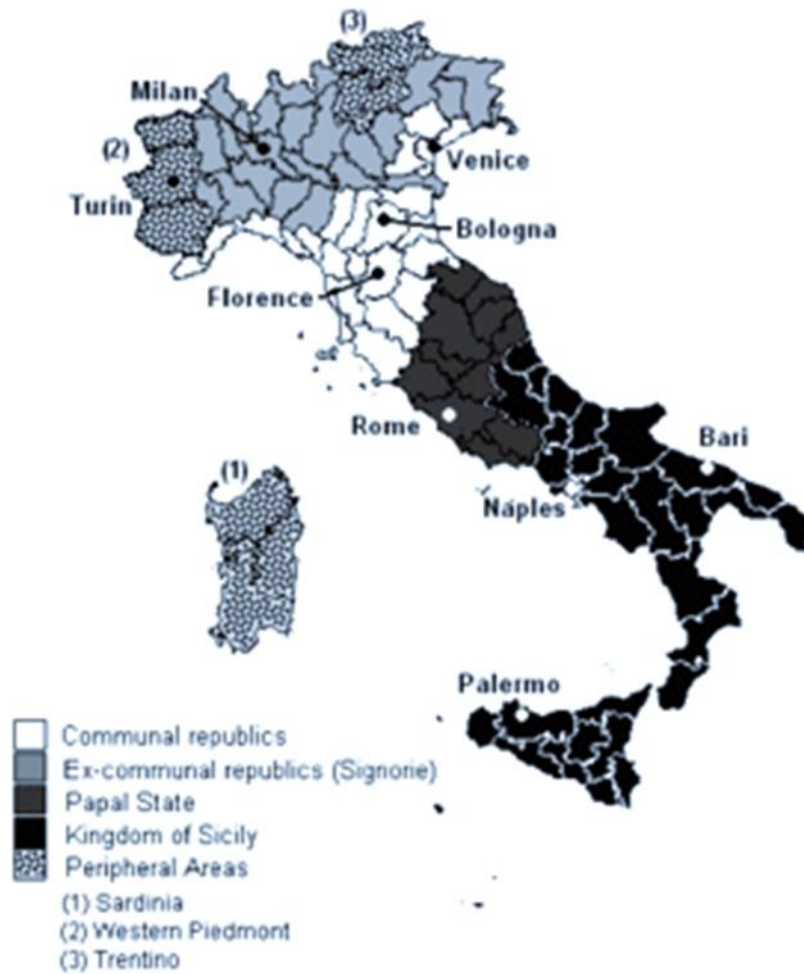 (3)
Milan
(2)
Venice
Turin
Bologna
Florence
Rome
Bari
(1)
Naples
Palermo
Communal republics
Ex-communal republics (Signorie)
Papal State
Kingdom of Sicily
Peripheral Areas
(1) Sardinia
(2) Western Piedmont
(3) Trentino